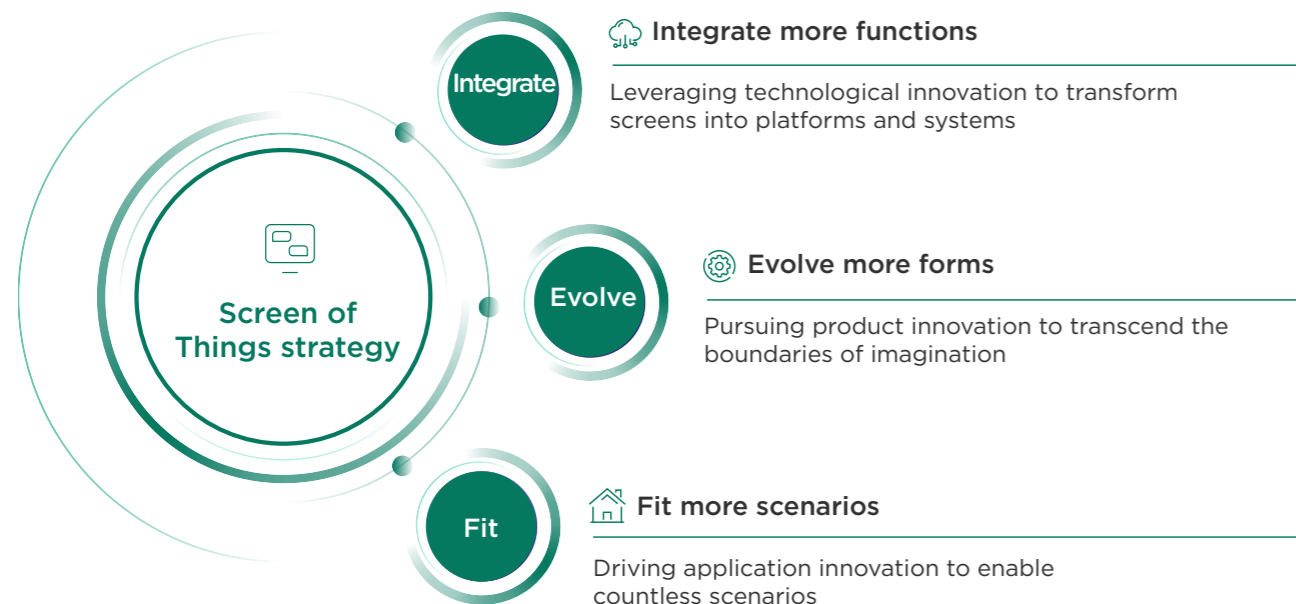 Screen of
Things strategy
Integrate
Integrate more functions
Leveraging technological innovation to transform
screens into platforms and systems
Evolve
Evolve more forms
Pursuing product innovation to transcend the
boundaries of imagination
Fit
Fit more scenarios
Driving application innovation to enable
countless scenarios